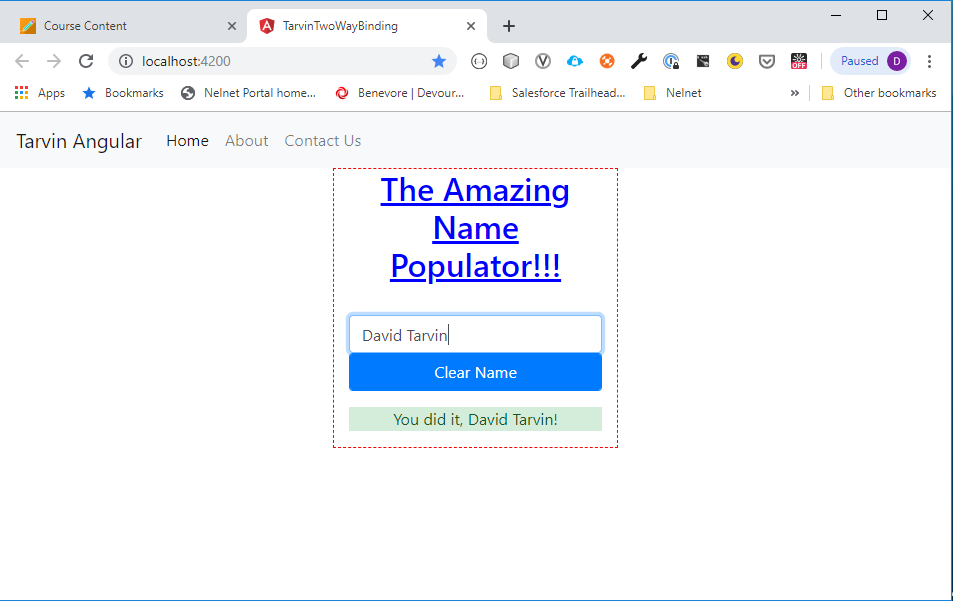 Course Content
TarvinTwoWayBinding
localhost:4200
OFF
Paused D
Apps Bookmarks Nelnet Portal home... Benevore | Devour... Salesforce Trailhead... Nelnet » Other bookmarks
Tarvin Angular Home About Contact Us
The Amazing
Name
Populator!!!
David Tarvin
Clear Name
You did it, David Tarvin!